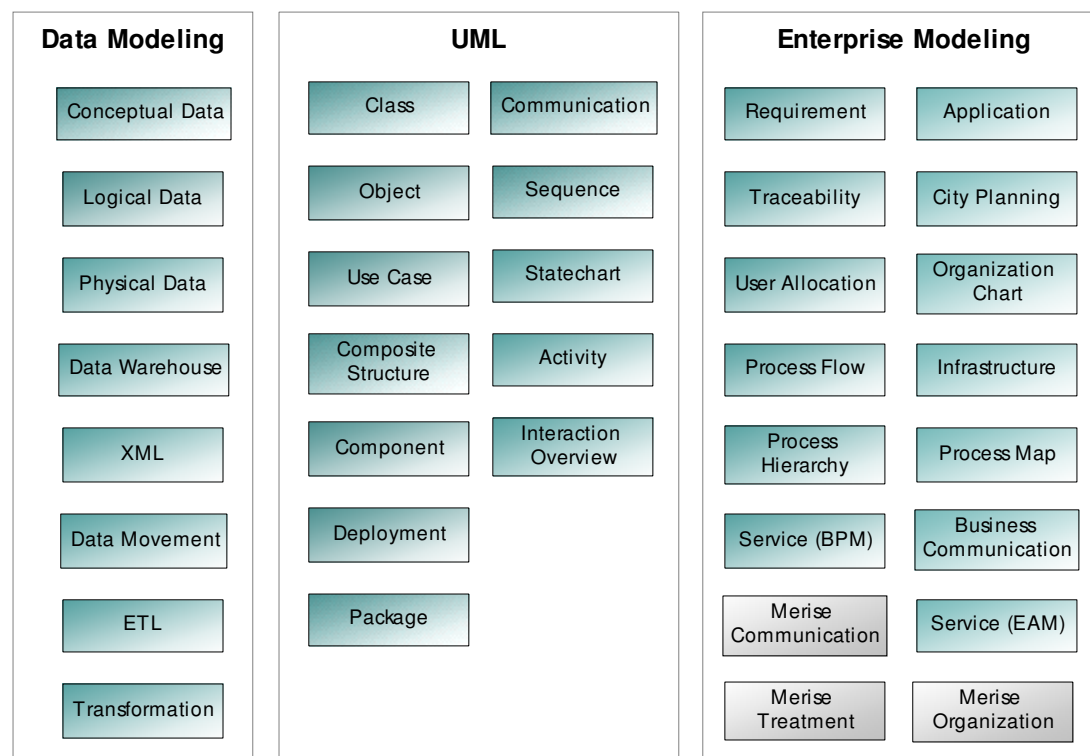 Data Modeling
Conceptual Data
Logical Data
Physical Data
Data Warehouse
XML
Data Movement
ETL
Transformation
UML
Class
Communication
Object
Sequence
Use Case
Statechart
Composite
Structure
Activity
Component
Interaction
Overview
Deployment
Package
Enterprise Modeling
Requirement
Application
Traceability
City Planning
User Allocation
Organization
Chart
Process Flow
Infrastructure
Process
Hierarchy
Process Map
Service (BPM)
Business
Communication
Merise
Communication
Service (EAM)
Merise
Treatment
Merise
Organization